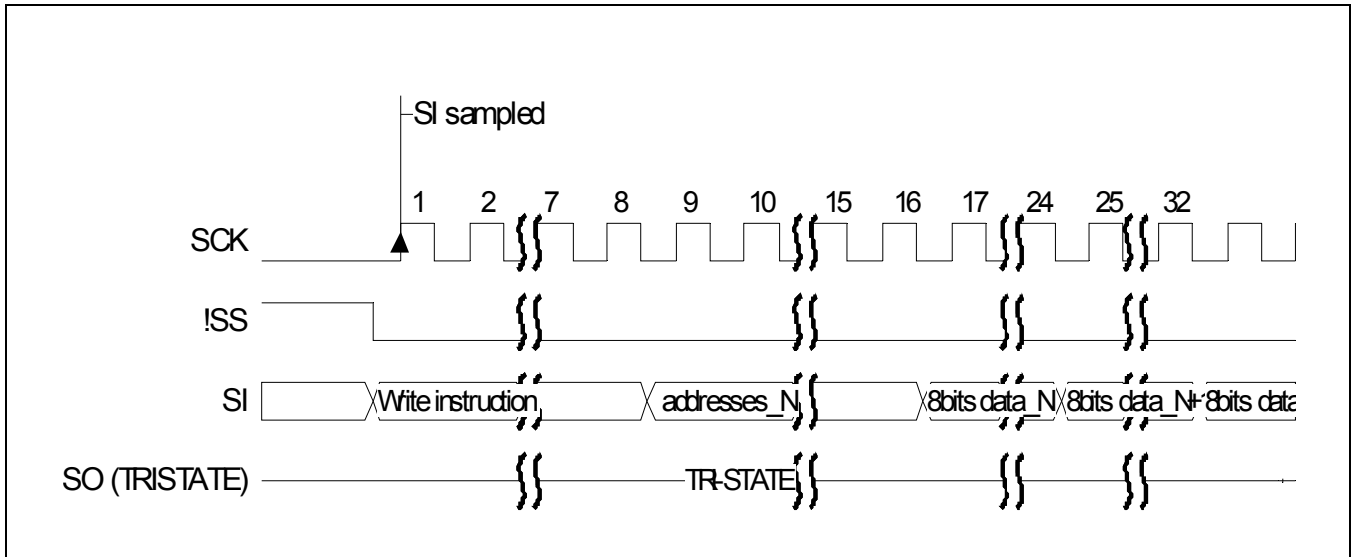 SI sampled
1 2 7 8 9 10 15 16 17 24 25 32
SCK
!SS
SI Write instruction addresses_N 8bits data_N 8bits data_N+ 8bits data
SO (TRISTATE) TRI-STATE